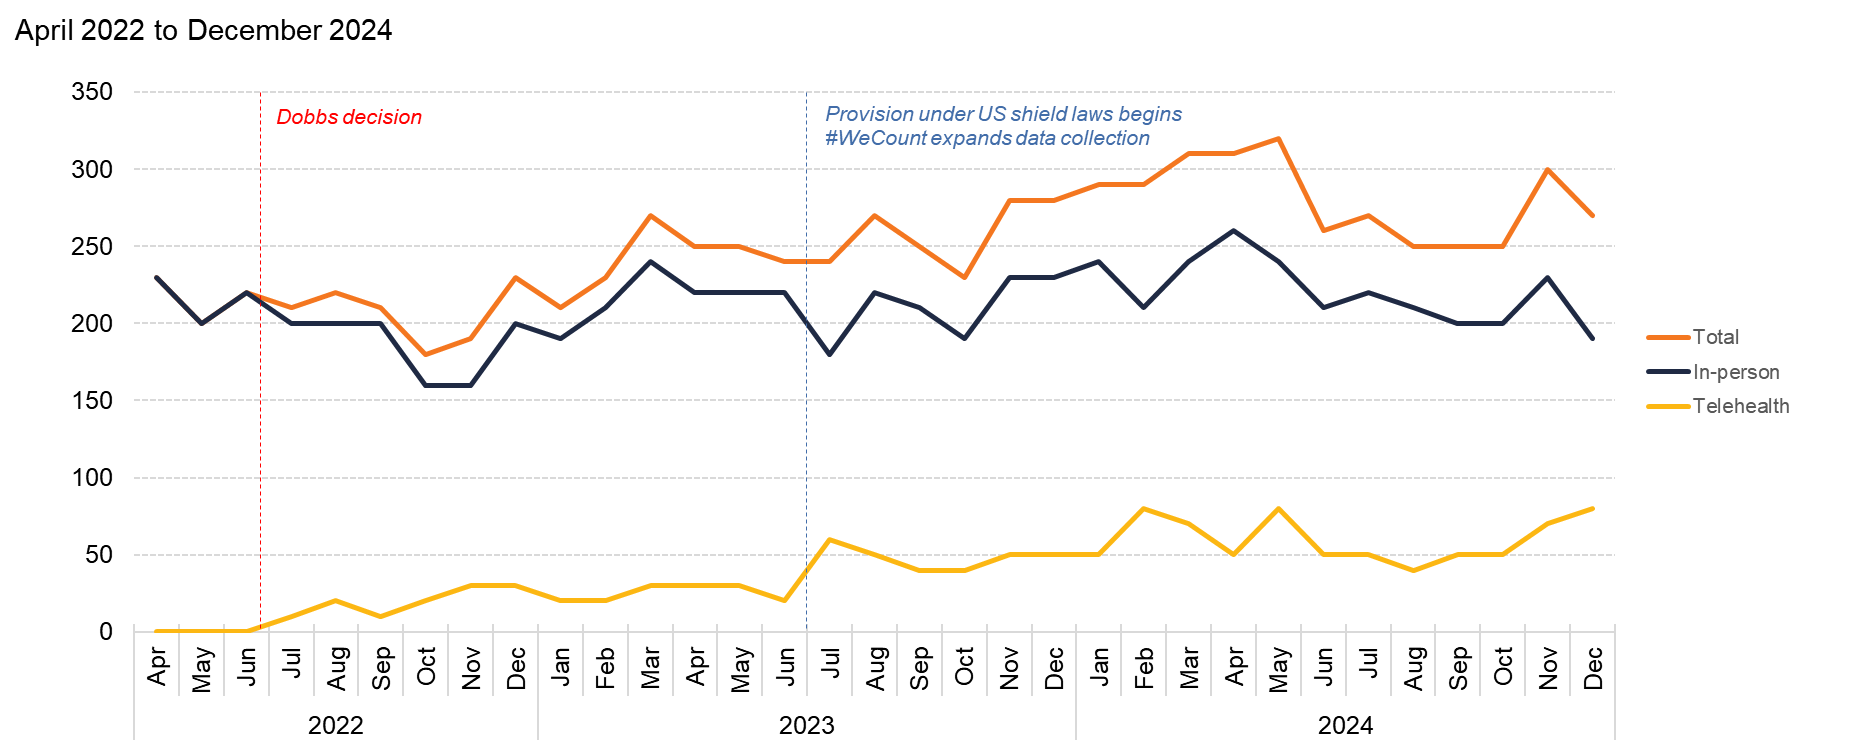 April 2022 to December 2024
350
Dobbs decision
Provision under US shield laws begins
#WeCount expands data collection
300
250
200
150
100
50
0
Total
In-person
Telehealth
Apr May Jun Jul Aug Sep Oct Nov Dec Jan Feb Mar Apr May Jun Jul Aug Sep Oct Nov Dec Jan Feb Mar Apr May Jun Jul Aug Sep Oct Nov Dec
2022 2023 2024